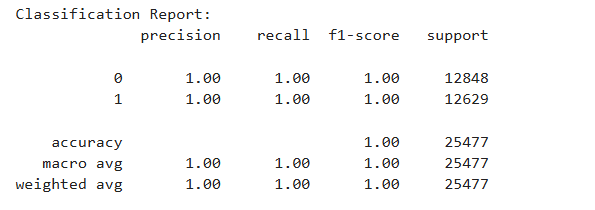 Classification Report:
precision recall f1-score support
0 1.00 1.00 1.00 12848
1 1.00 1.00 1.00 12629
accuracy 1.00 25477
macro avg 1.00 1.00 1.00 25477
weighted avg 1.00 1.00 1.00 25477